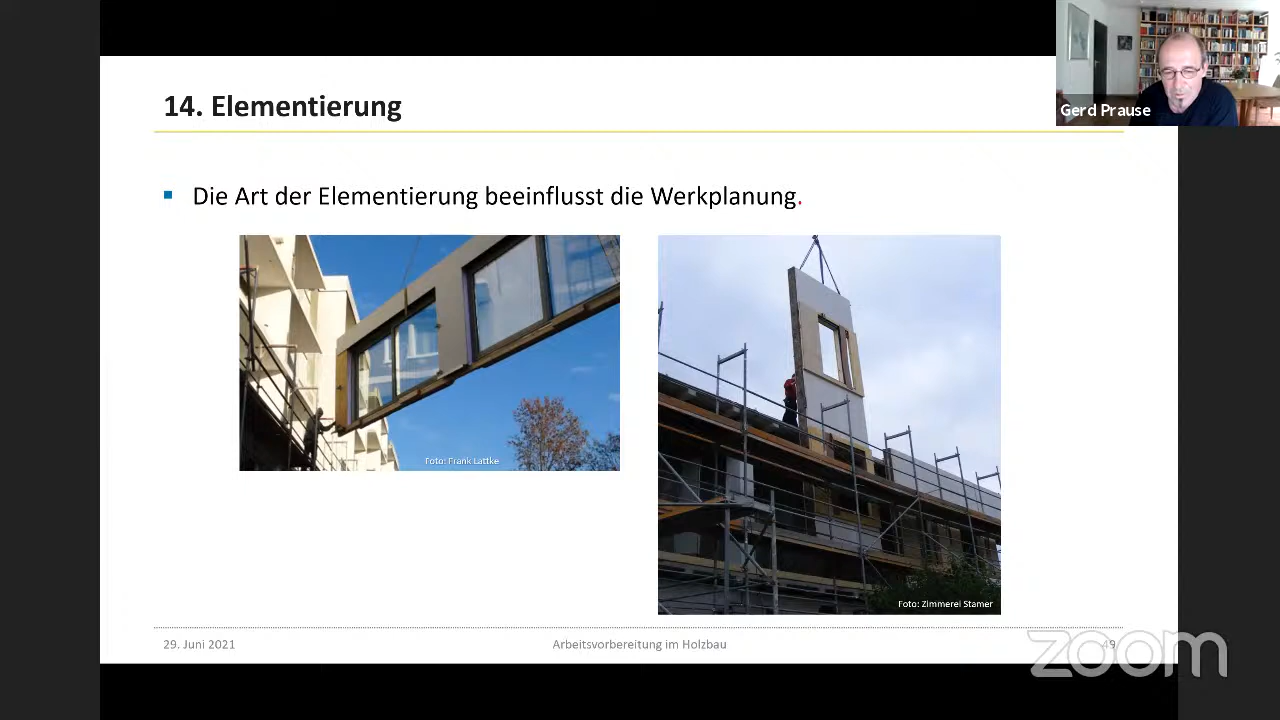 14. Elementierung
Gerd Prause
Die Art der Elementierung beeinflusst die Werkplanung.
Foto: Frank Lattke
Foto: Zimmerei Stamer
29. Juni 2021
Arbeitsvorbereitung im Holzbau
49
zoom